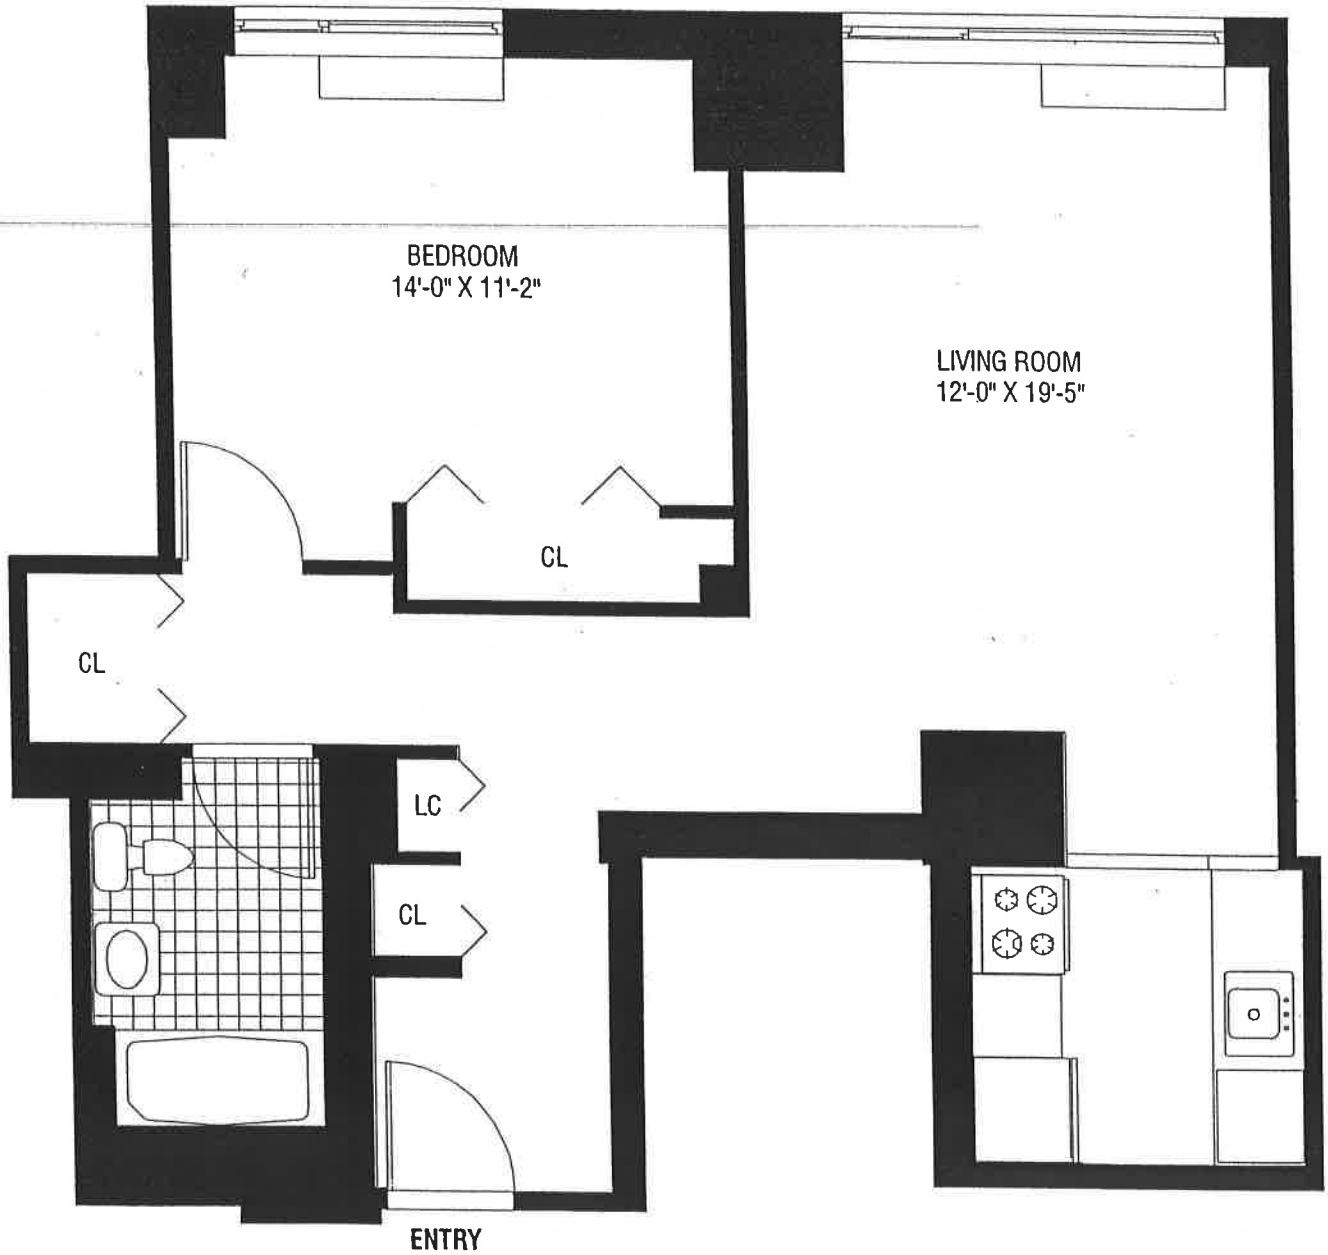 BEDROOM
14'-0" X 11'-2"
LIVING ROOM
12'-0" X 19'-5"
CL
CL
LC
CL
ENTRY